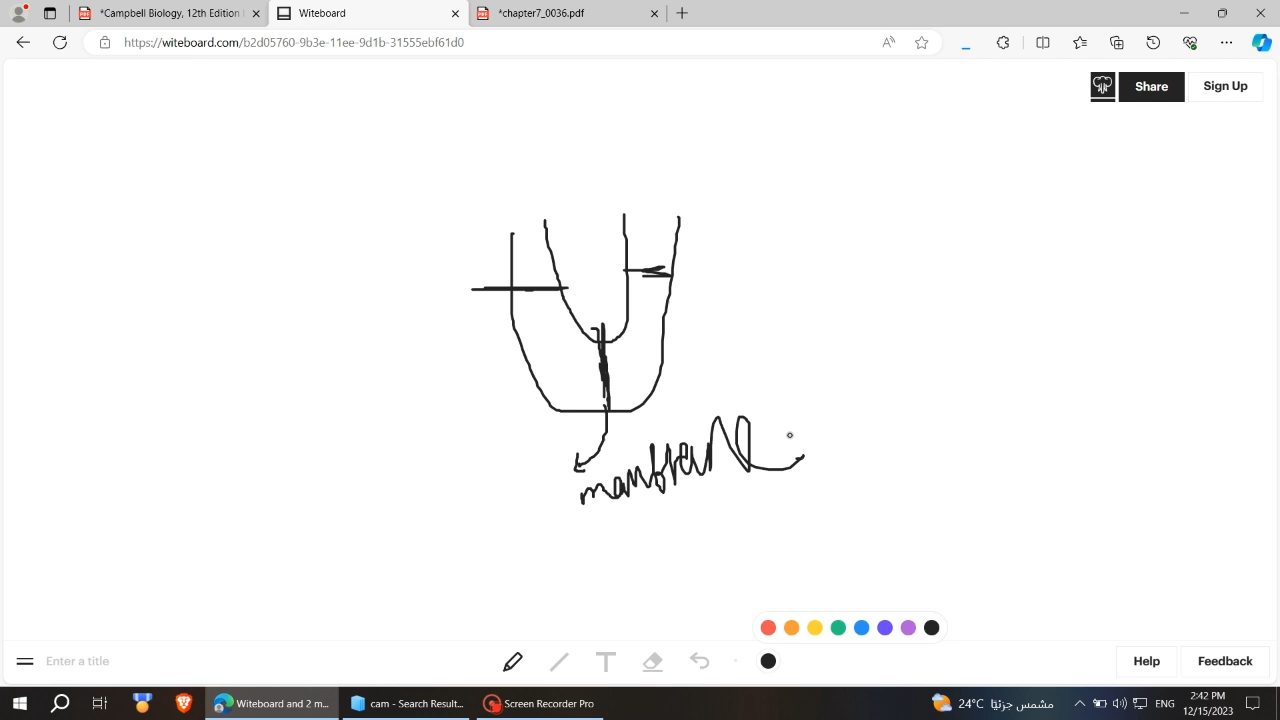 *Campbell Biology, 12th Edition
Witeboard
*chapter7_0036.pdf
https://witeboard.com/b2d05760-9b3e-11ee-9d1b-31555ebf61d0
Share
Sign Up
Enter a title
T
Help
Feedback
Witeboard and 2 m...
cam - Search Result...
Screen Recorder Pro
24°C مشمس جزئيًا
ENG
2:42 PM
12/15/2023